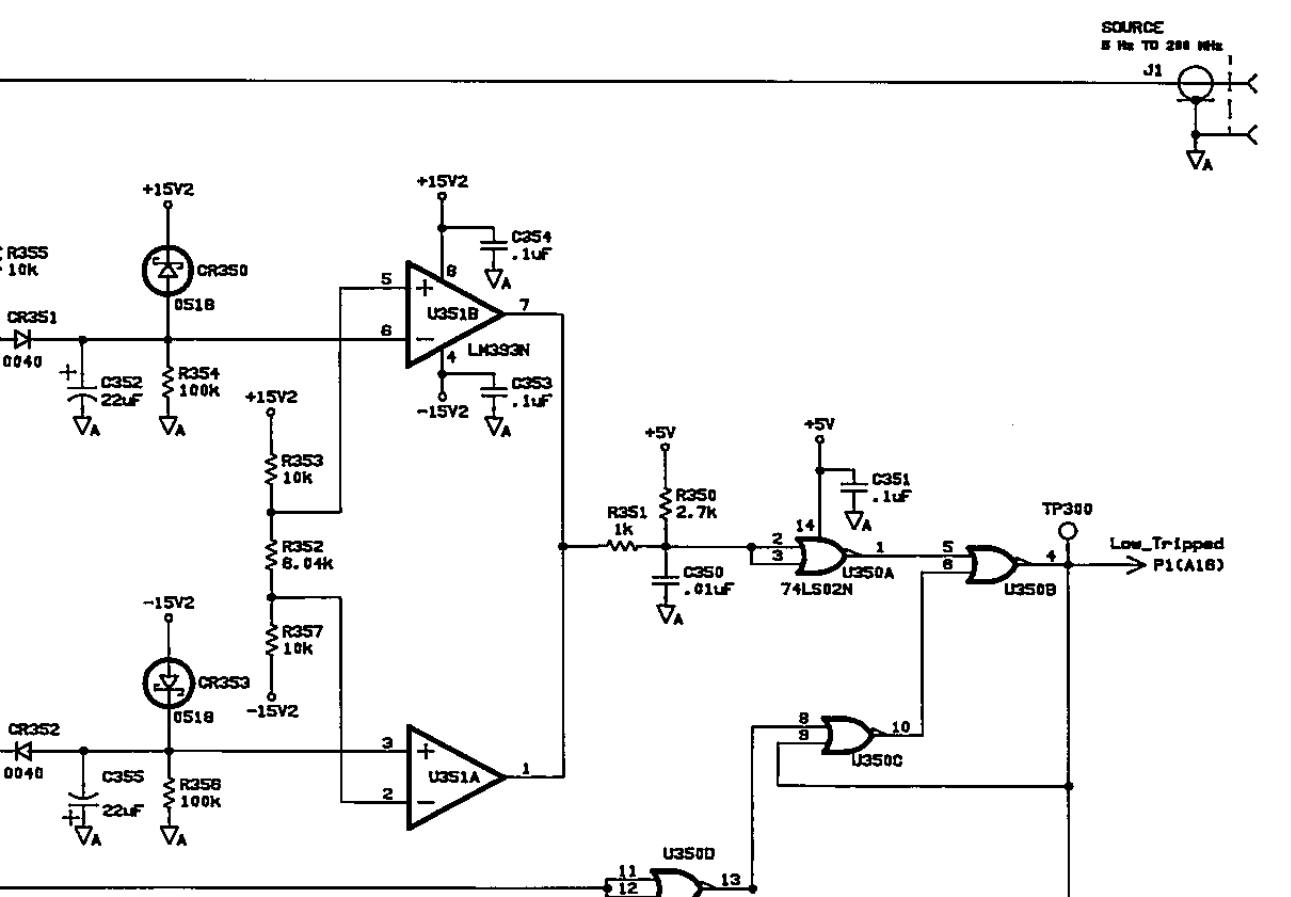 SOURCE
5 Hz TO 200 MHz
J1
A
+15V2
+15V2
R355
10k
CR350
0518
C354
.1uF
A
8
5
+
U351B
7
CR351
0040
6
−
LM393N
4
+
C352
22uF
A
R354
100k
A
+15V2
-15V2
C353
.1uF
A
R353
10k
+5V
+5V
R350
2.7k
C351
.1uF
A
R351
1k
14
TP300
R352
8.04k
2
3
1
U350A
74LS02N
5
6
4
U350B
Low_Tripped
P1(A16)
C350
.01uF
A
-15V2
R357
10k
CR353
0518
-15V2
CR352
0040
3
+
U351A
1
2
−
8
9
10
U350C
C355
22uF
+
A
R356
100k
A
U350D
11
12
13